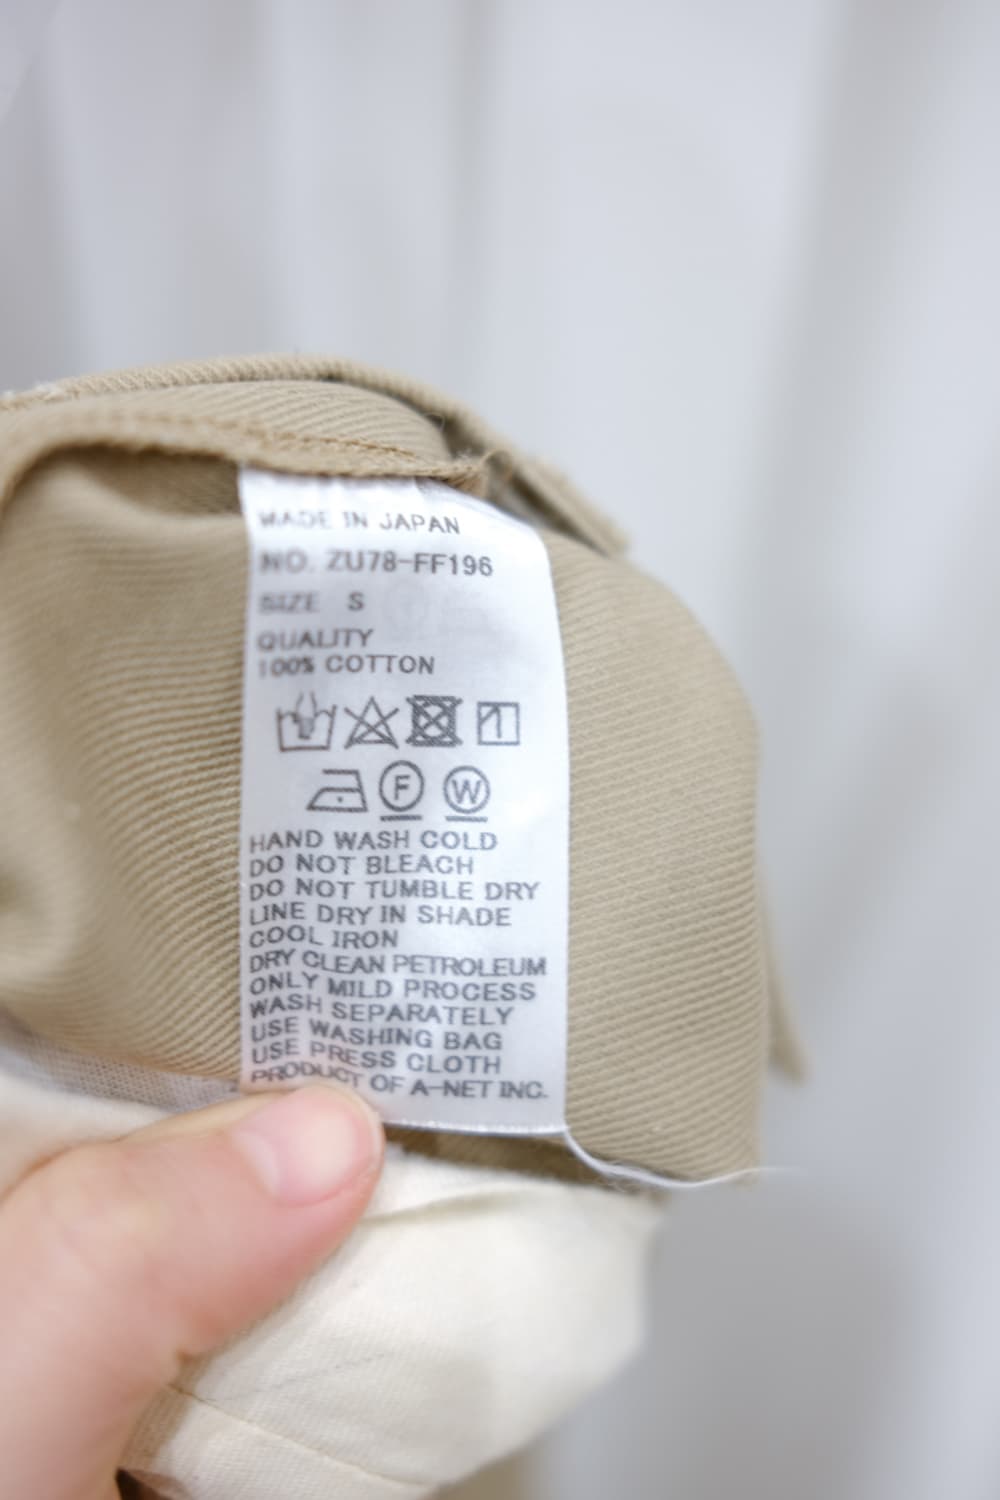 MADE IN JAPAN
NO. ZU78-FF196
SIZE S
QUALITY
100% COTTON
F W
HAND WASH COLD
DO NOT BLEACH
DO NOT TUMBLE DRY
LINE DRY IN SHADE
COOL IRON
DRY CLEAN PETROLEUM
ONLY MILD PROCESS
WASH SEPARATELY
USE WASHING BAG
USE PRESS CLOTH
PRODUCT OF A-NET INC.